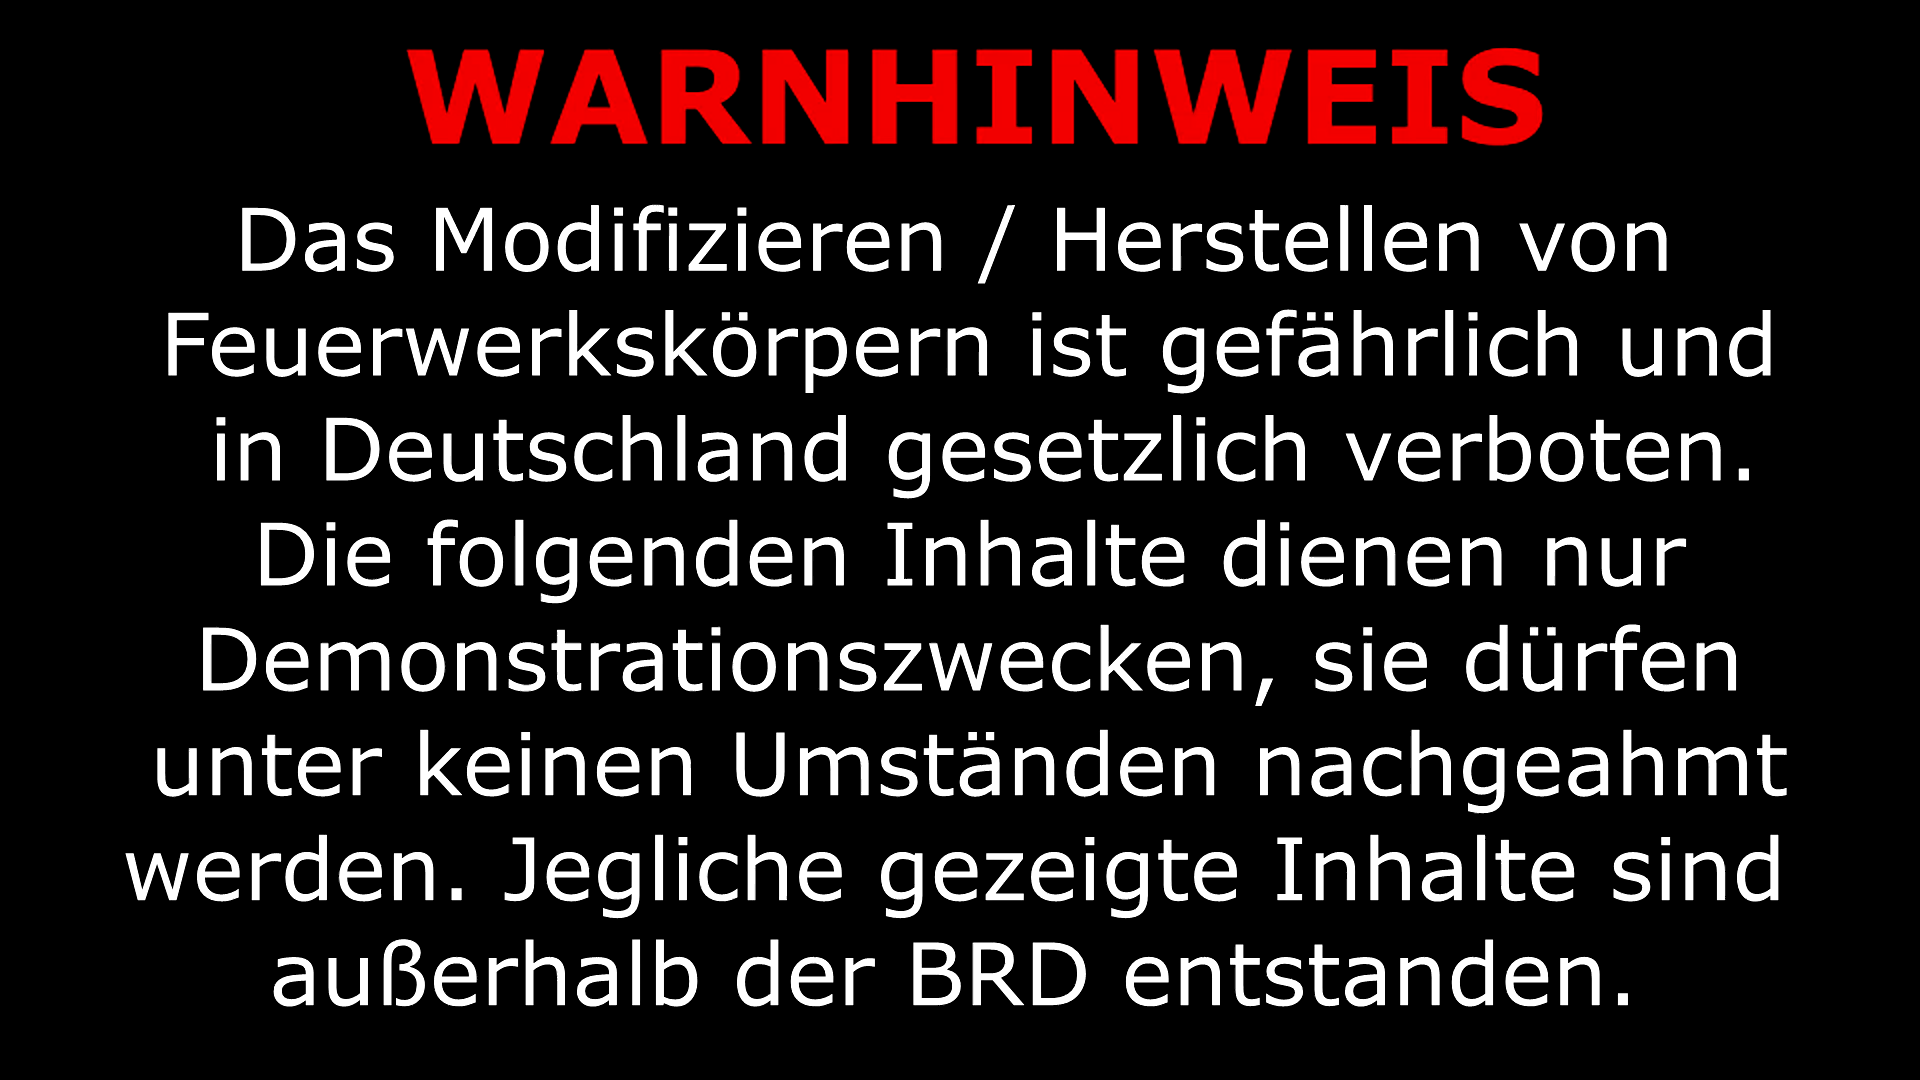 WARNHINWEIS
Das Modifizieren / Herstellen von
Feuerwerkskörpern ist gefährlich und
in Deutschland gesetzlich verboten.
Die folgenden Inhalte dienen nur
Demonstrationszwecken, sie dürfen
unter keinen Umständen nachgeahmt
werden. Jegliche gezeigte Inhalte sind
außerhalb der BRD entstanden.